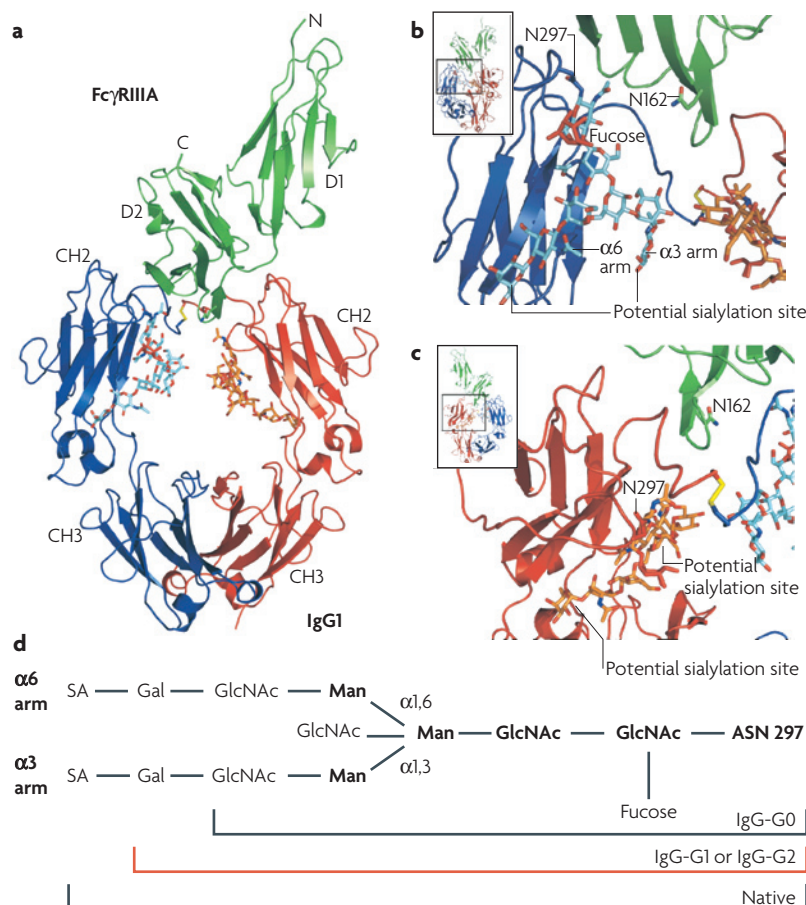 a
N
FcγRIIIA
C
D1
D2
CH2
CH2
CH3
CH3
IgG1
b
N297
N162
Fucose
α6
arm
α3 arm
Potential sialylation site
c
N162
N297
Potential
sialylation site
Potential sialylation site
d
α6
arm
SA
Gal
GlcNAc
Man
α1,6
GlcNAc
Man
GlcNAc
GlcNAc
ASN 297
α3
arm
SA
Gal
GlcNAc
Man
α1,3
Fucose
IgG-G0
IgG-G1 or IgG-G2
Native